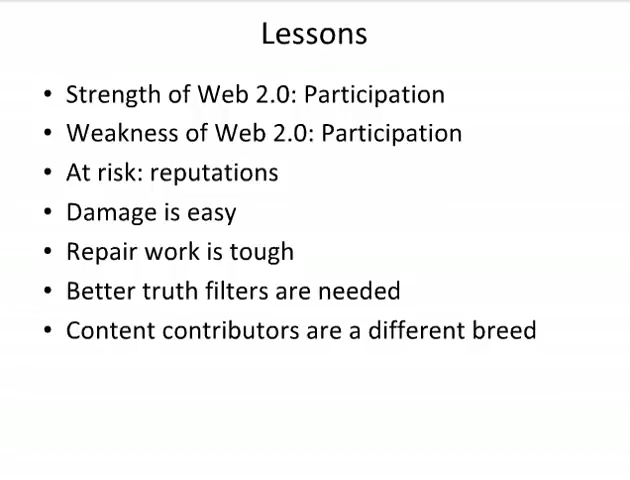 Lessons
• Strength of Web 2.0: Participation
• Weakness of Web 2.0: Participation
• At risk: reputations
• Damage is easy
• Repair work is tough
• Better truth filters are needed
• Content contributors are a different breed